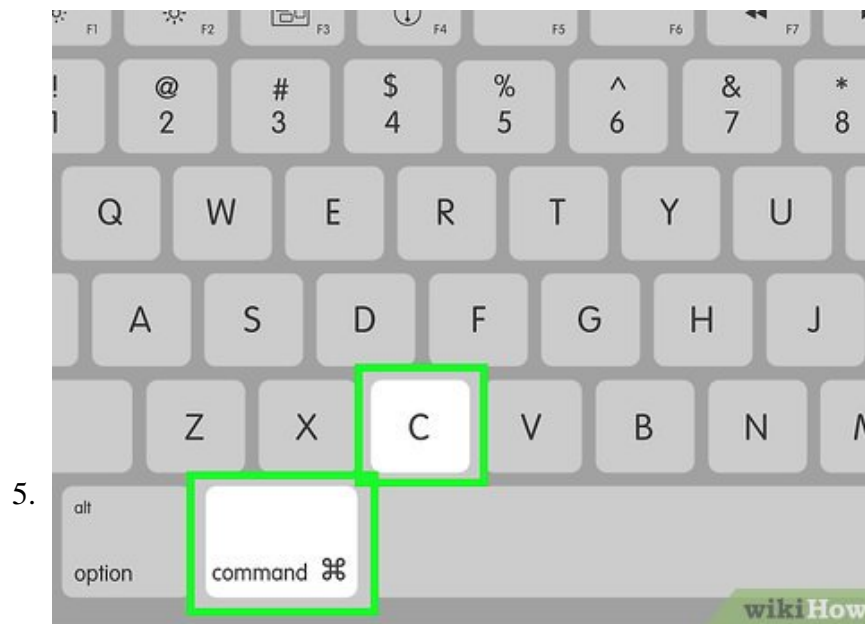 F1 F2 F3 F4 F5 F6 F7
! @ # $ % ^ & *
1 2 3 4 5 6 7 8
Q W E R T Y U
A S D F G H J
Z X C V B N
5.
alt
option command ⌘
wikiHow